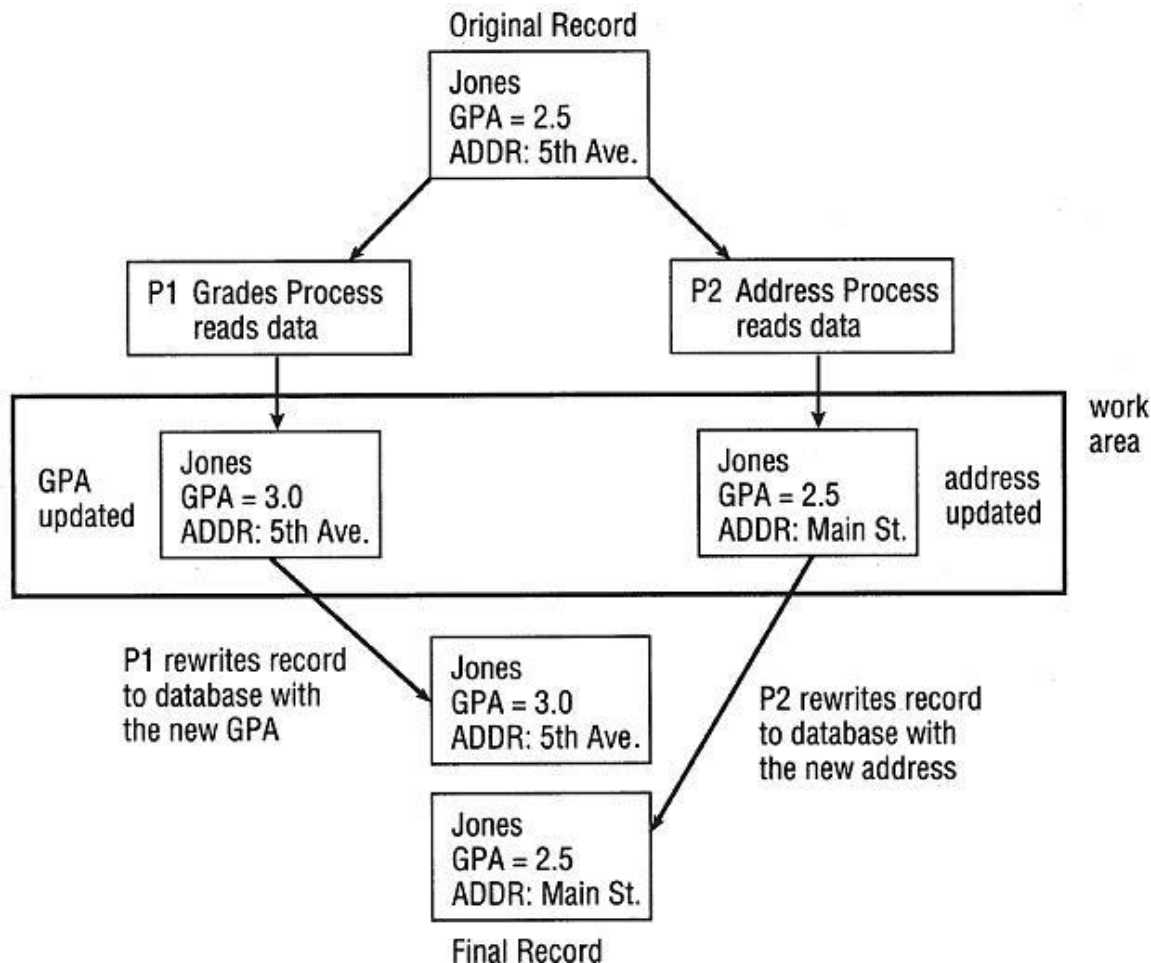 Original Record
Jones
GPA = 2.5
ADDR: 5th Ave.
P1 Grades Process
reads data
P2 Address Process
reads data
work
area
GPA
updated
Jones
GPA = 3.0
ADDR: 5th Ave.
Jones
GPA = 2.5
ADDR: Main St.
address
updated
P1 rewrites record
to database with
the new GPA
Jones
GPA = 3.0
ADDR: 5th Ave.
P2 rewrites record
to database with
the new address
Jones
GPA = 2.5
ADDR: Main St.
Final Record